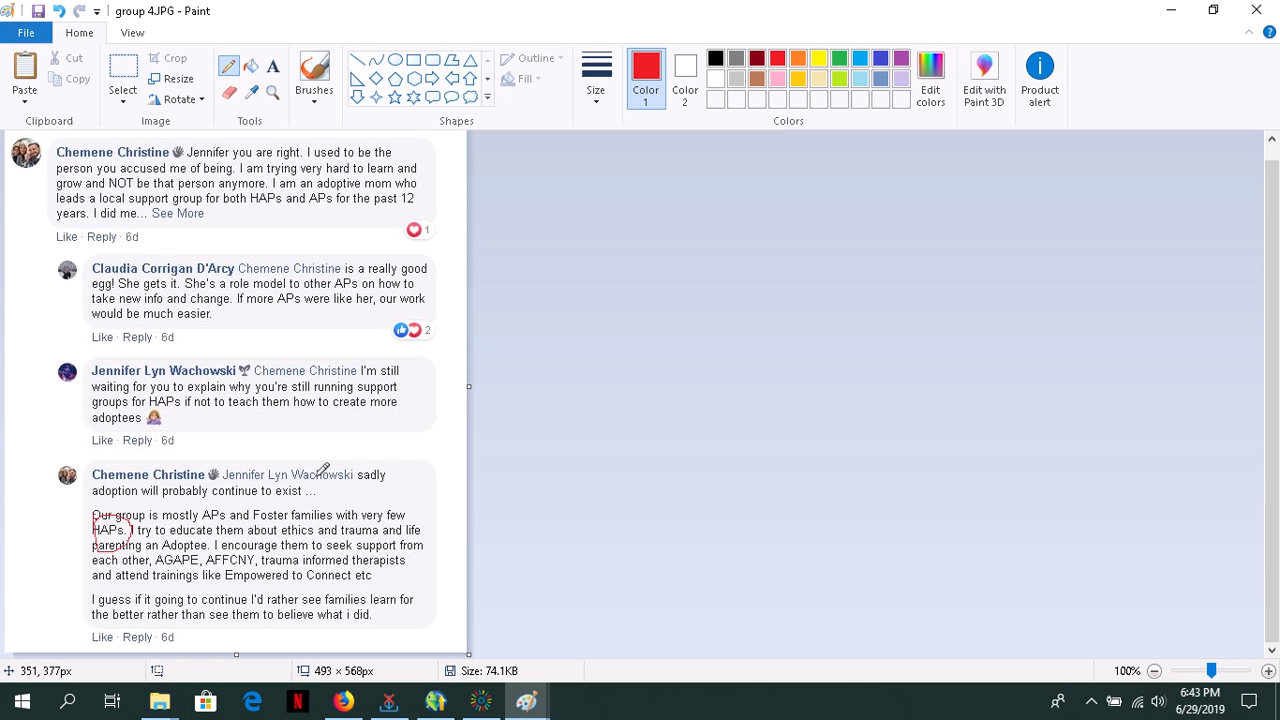 group 4.JPG - Paint
File
Home
View
Paste
Cut
Copy
Clipboard
Select
Crop
Resize
Rotate
Image
A
Tools
Brushes
Outline
Fill
Shapes
Size
Color 1
Color 2
Edit colors
Colors
Edit with Paint 3D
Product alert
Chemene Christine Jennifer you are right. I used to be the
person you accused me of being. I am trying very hard to learn and
grow and NOT be that person anymore. I am an adoptive mom who
leads a local support group for both HAPs and APs for the past 12
years. I did me... See More
1
Like · Reply · 6d
Claudia Corrigan D'Arcy Chemene Christine is a really good
egg! She gets it. She's a role model to other APs on how to
take new info and change. If more APs were like her, our work
would be much easier.
2
Like · Reply · 6d
Jennifer Lyn Wachowski Chemene Christine I'm still
waiting for you to explain why you're still running support
groups for HAPs if not to teach them how to create more
adoptees
Like · Reply · 6d
Chemene Christine Jennifer Lyn Wachowski sadly
adoption will probably continue to exist ...
Our group is mostly APs and Foster families with very few
HAPs. I try to educate them about ethics and trauma and life
parenting an Adoptee. I encourage them to seek support from
each other, AGAPE, AFFCNY, trauma informed therapists
and attend trainings like Empowered to Connect etc
I guess if it going to continue I'd rather see families learn for
the better rather than see them to believe what i did.
Like · Reply · 6d
351, 377px
493 × 568px
Size: 74.1KB
100%
6:43 PM
6/29/2019